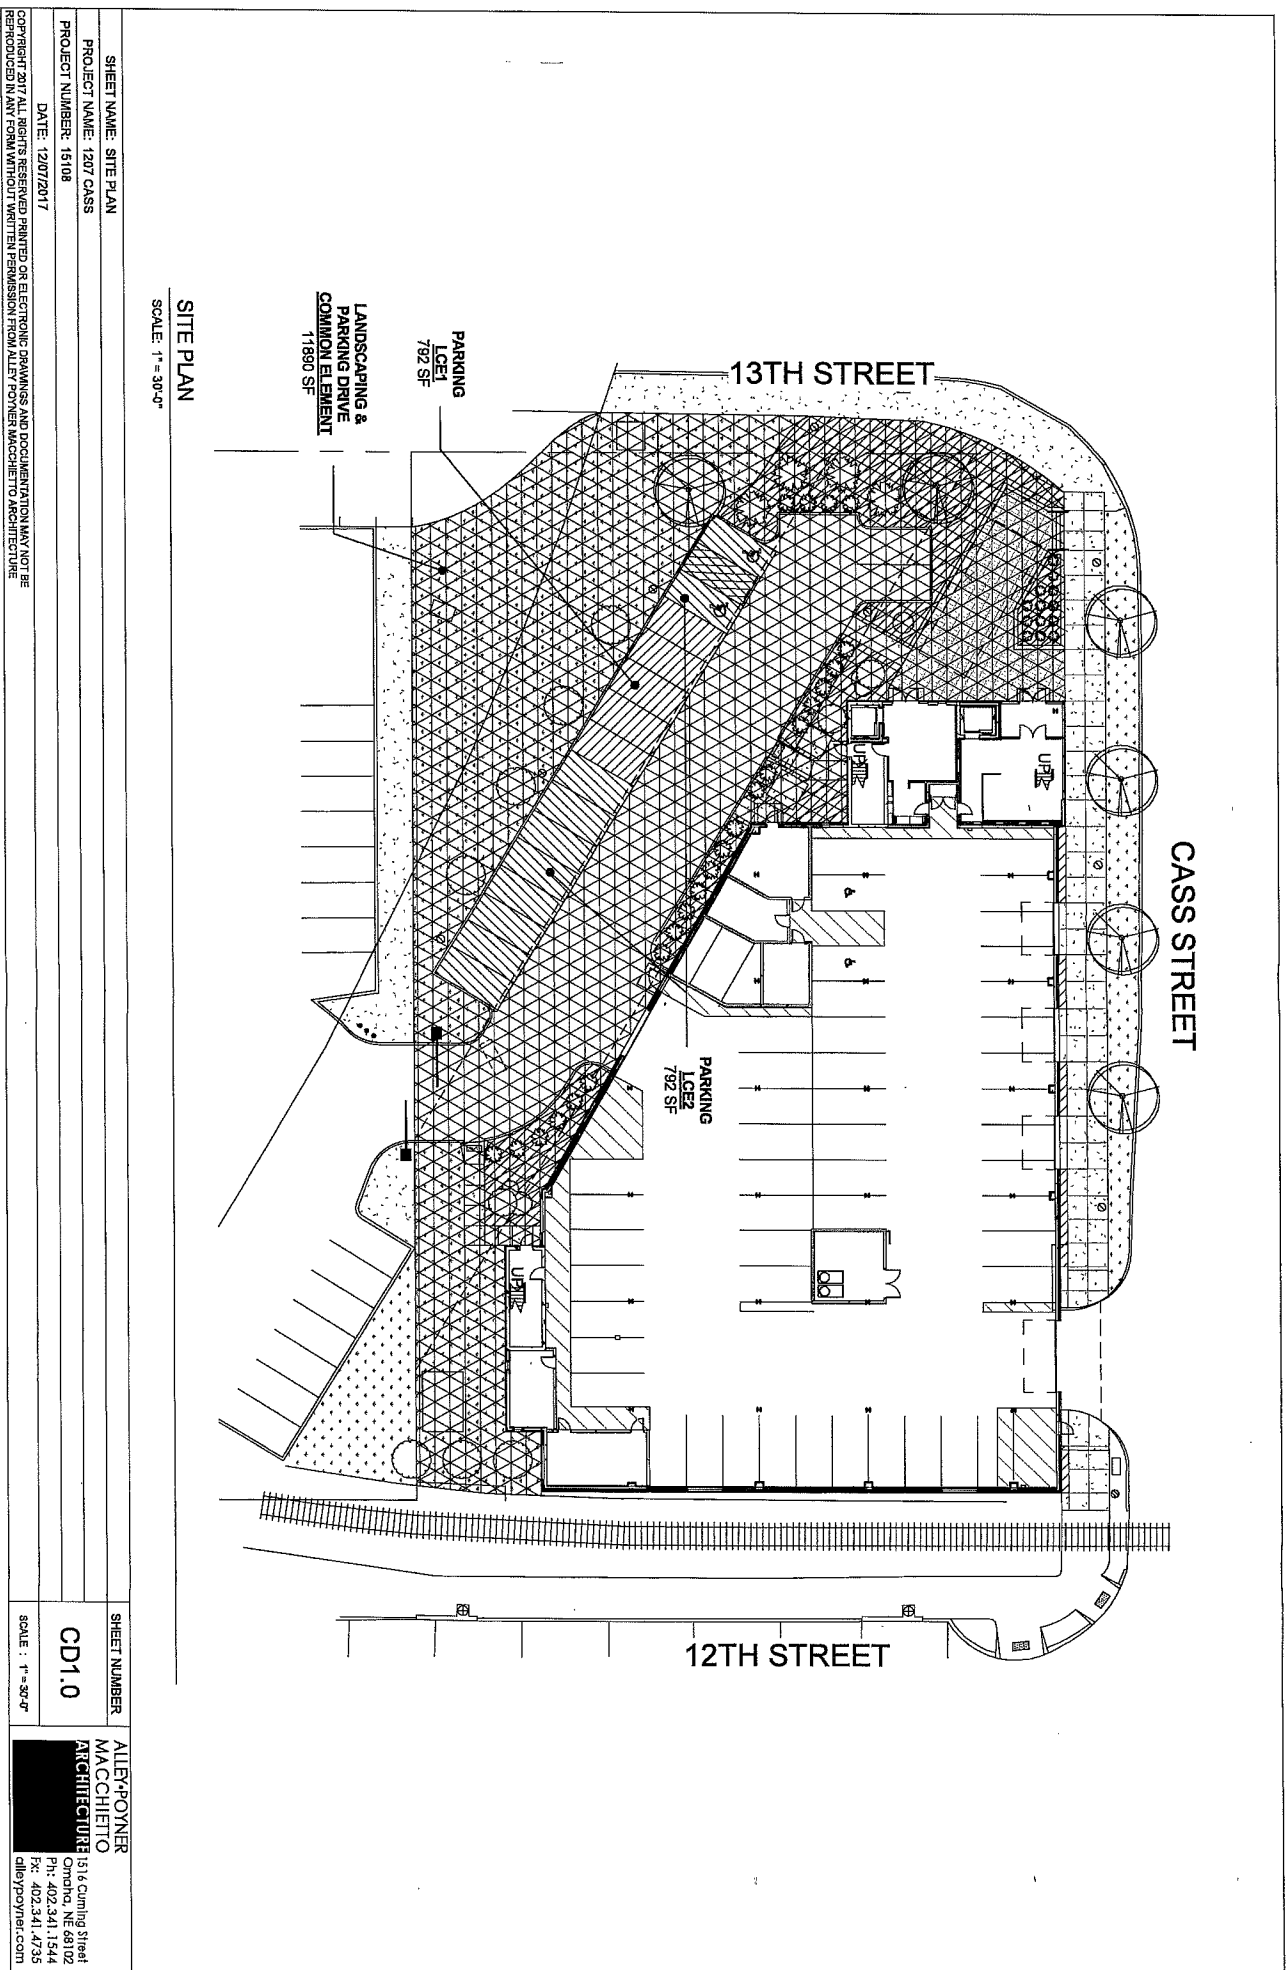 13TH STREET
CASS STREET
12TH STREET
UP
UP
UP
PARKING
LCE1
792 SF
LANDSCAPING &
PARKING DRIVE
COMMON ELEMENT
11890 SF
PARKING
LCE2
792 SF
SITE PLAN
SCALE: 1" = 30'-0"
SHEET NAME: SITE PLAN
PROJECT NAME: 1207 CASS
PROJECT NUMBER: 15108
DATE: 12/07/2017
COPYRIGHT 2017 ALL RIGHTS RESERVED PRINTED OR ELECTRONIC DRAWINGS AND DOCUMENTATION MAY NOT BE
REPRODUCED IN ANY FORM WITHOUT WRITTEN PERMISSION FROM ALLEY POYNER MACCHIETTO ARCHITECTURE
SHEET NUMBER
CD1.0
SCALE : 1" = 30'-0"
ALLEY•POYNER
MACCHIETTO
ARCHITECTURE
1516 Cuming Street
Omaha, NE 68102
Ph: 402.341.1544
Fx: 402.341.4735
alleypoyner.com